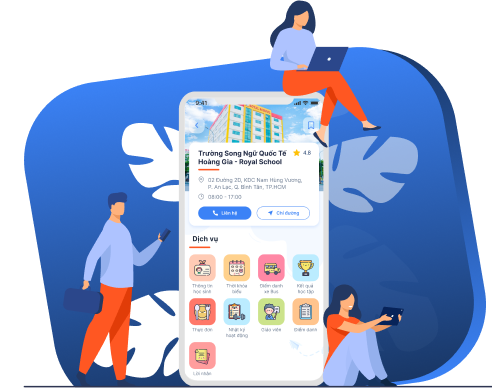 9:41
Trường Song Ngữ Quốc Tế
Hoàng Gia - Royal School
4.8
02 Đường 2D, KDC Nam Hùng Vương,
P. An Lạc, Q. Bình Tân, TP.HCM
08:00 - 17:00
Liên hệ
Chỉ đường
Dịch vụ
Thông tin
học sinh
Thời khóa
biểu
Điểm danh
xe Bus
Kết quả
học tập
Thực đơn
Nhật ký
hoạt động
Giáo viên
Điểm danh
Lời nhắn